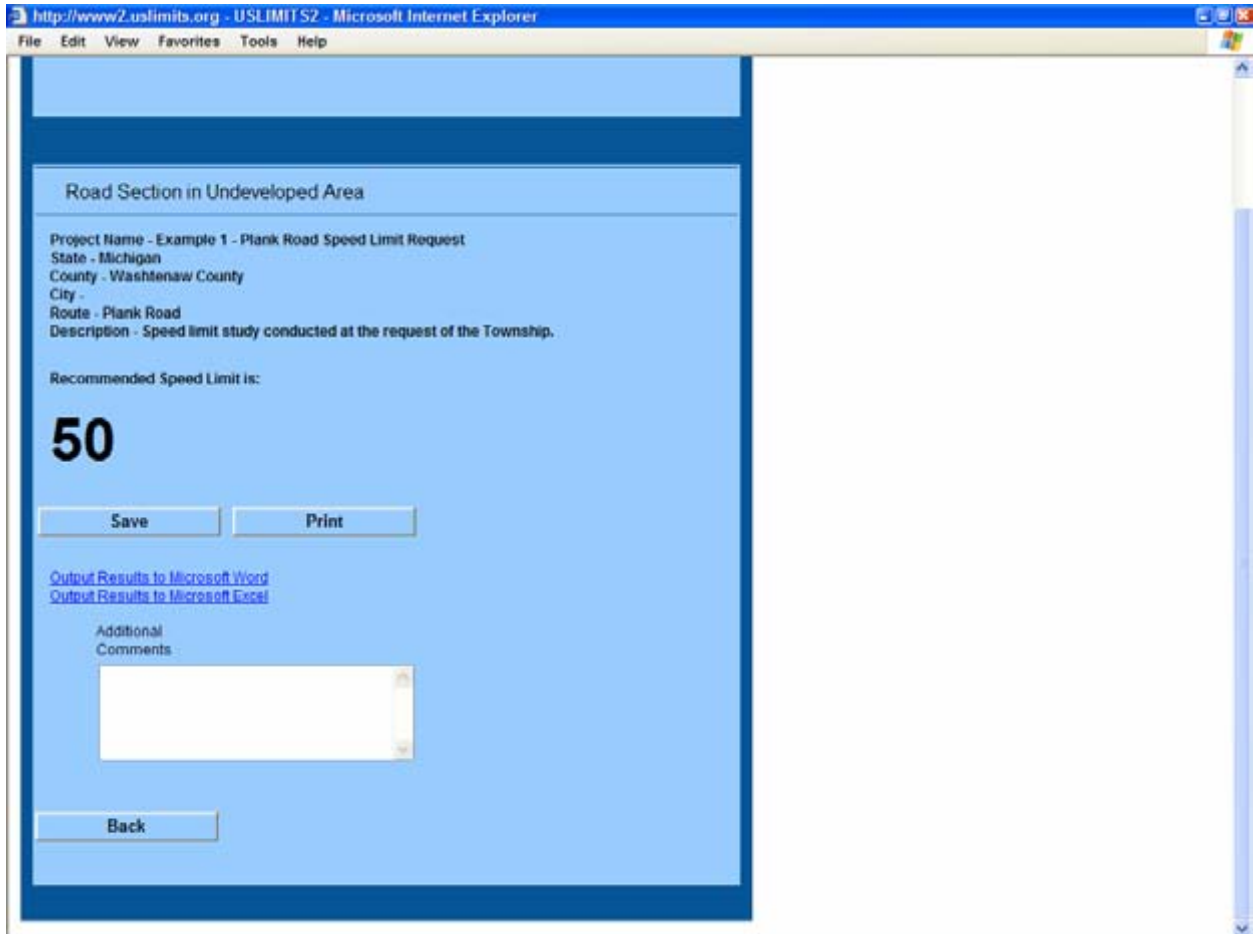 http://www2.uslimits.org - USLIMITS2 - Microsoft Internet Explorer
File Edit View Favorites Tools Help
Road Section in Undeveloped Area
Project Name - Example 1 - Plank Road Speed Limit Request
State - Michigan
County - Washtenaw County
City -
Route - Plank Road
Description - Speed limit study conducted at the request of the Township.
Recommended Speed Limit is:
50
Save Print
Output Results to Microsoft Word
Output Results to Microsoft Excel
Additional
Comments
Back